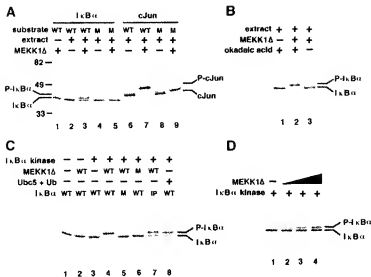 A
IκBα cJun
substrate WT WT WT M M WT WT M M
extract − + + + + + + + +
MEKK1Δ + − + − + − + − +
82
49
33
P-IκBα
IκBα
P-cJun
cJun
1 2 3 4 5 6 7 8 9
B
extract + + +
MEKK1Δ − − +
okadaic acid − + −
P-IκBα
IκBα
1 2 3
C
IκBα kinase − − + + + + + +
MEKK1Δ − WT − WT WT M WT −
Ubc5 + Ub − − − − − − − +
IκBα WT WT WT WT M WT IP WT
P-IκBα
IκBα
1 2 3 4 5 6 7 8
D
MEKK1Δ −
IκBα kinase + + + +
P-IκBα
IκBα
1 2 3 4